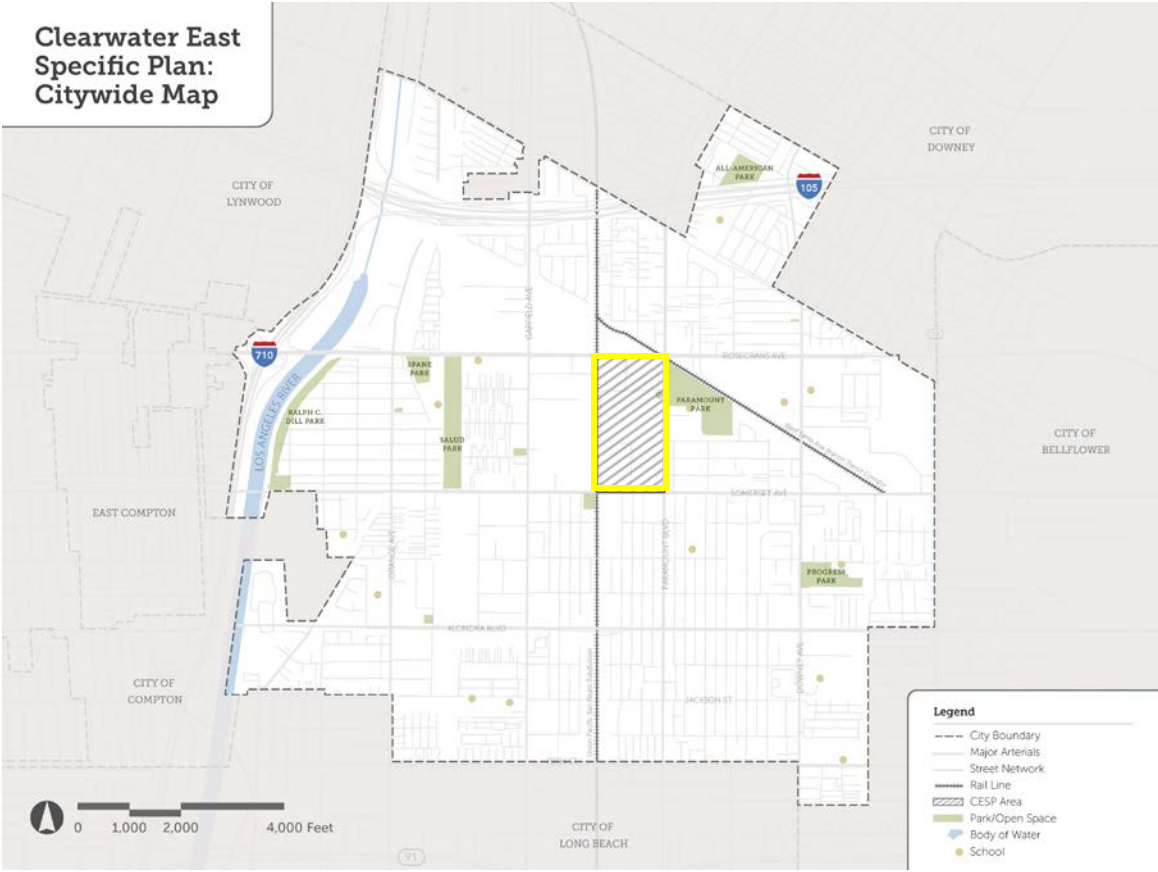 Clearwater East
Specific Plan:
Citywide Map
CITY OF
DOWNEY
ALL-AMERICAN
PARK
105
CITY OF
LYNWOOD
GARFIELD AVE
710
ROSECRANS AVE
SPANE
PARK
PARAMOUNT
PARK
RALPH C.
DILL PARK
LOS ANGELES RIVER
SALUD
PARK
CITY OF
BELLFLOWER
SOMERSET AVE
EAST COMPTON
ORANGE AVE
PARAMOUNT BLVD
PROGRESS
PARK
ALONDRA BLVD
DOWNEY AVE
CITY OF
COMPTON
JACKSON ST
Legend
City Boundary
Major Arterials
Street Network
Rail Line
CESP Area
Park/Open Space
Body of Water
School
0 1,000 2,000 4,000 Feet
CITY OF
LONG BEACH
91